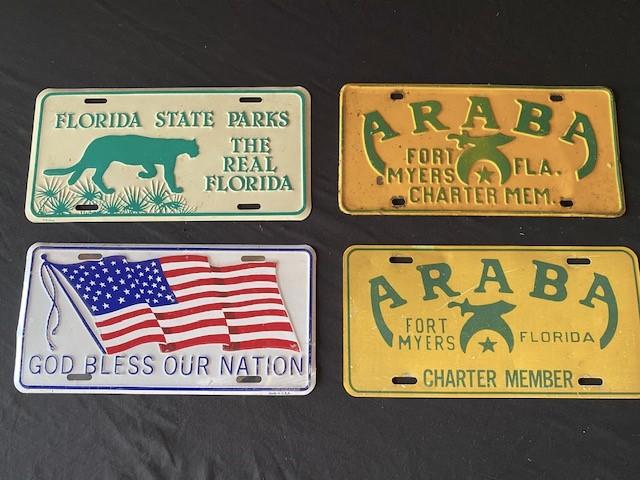 FLORIDA STATE PARKS
THE
REAL
FLORIDA
ARABA
FORT
MYERS
FLA.
CHARTER MEM.
GOD BLESS OUR NATION
ARABA
FORT
MYERS
FLORIDA
CHARTER MEMBER